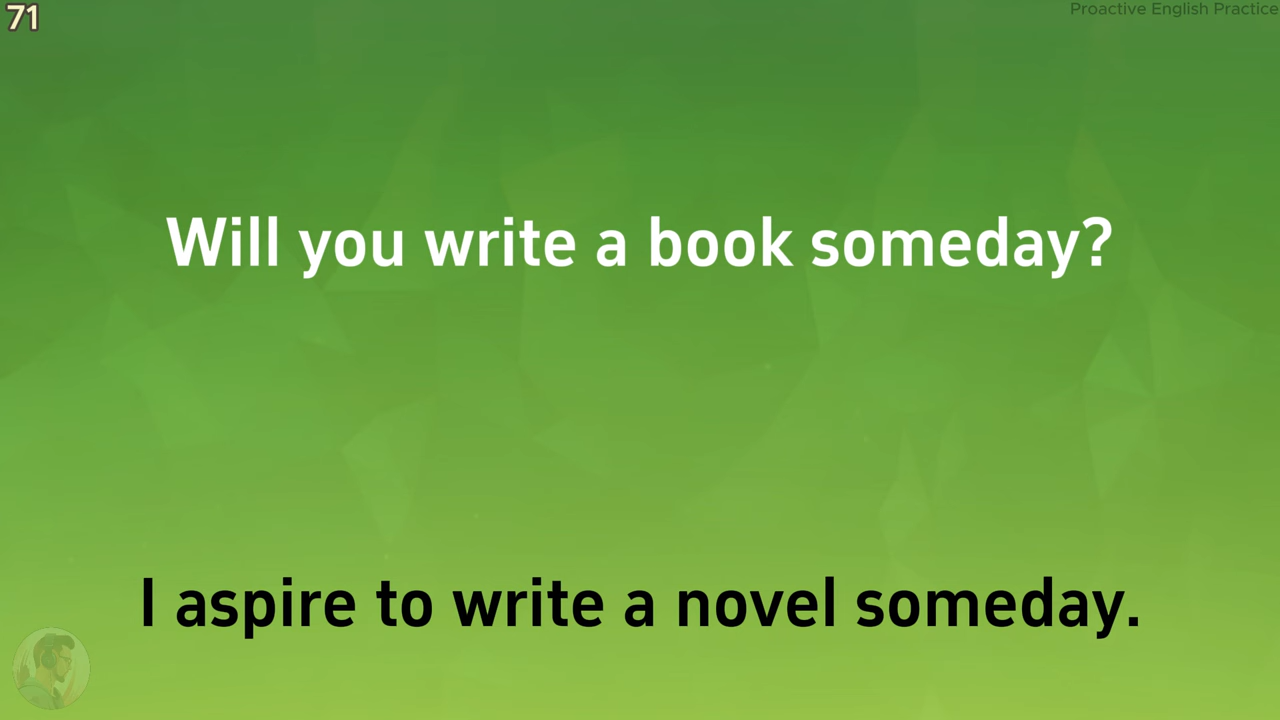 71
Proactive English Practice
Will you write a book someday?
I aspire to write a novel someday.